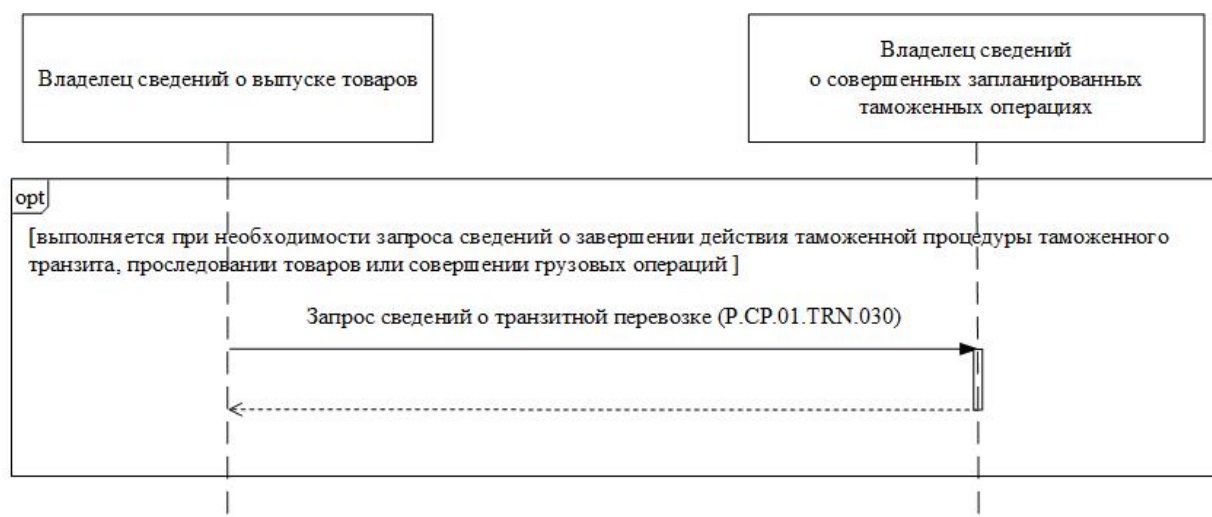 Владелец сведений о выпуске товаров
Владелец сведений
о совершенных запланированных
таможенных операциях
opt
[выполняется при необходимости запроса сведений о завершении действия таможенной процедуры таможенного
транзита, проследовании товаров или совершении грузовых операций ]
Запрос сведений о транзитной перевозке (P.CP.01.TRN.030)